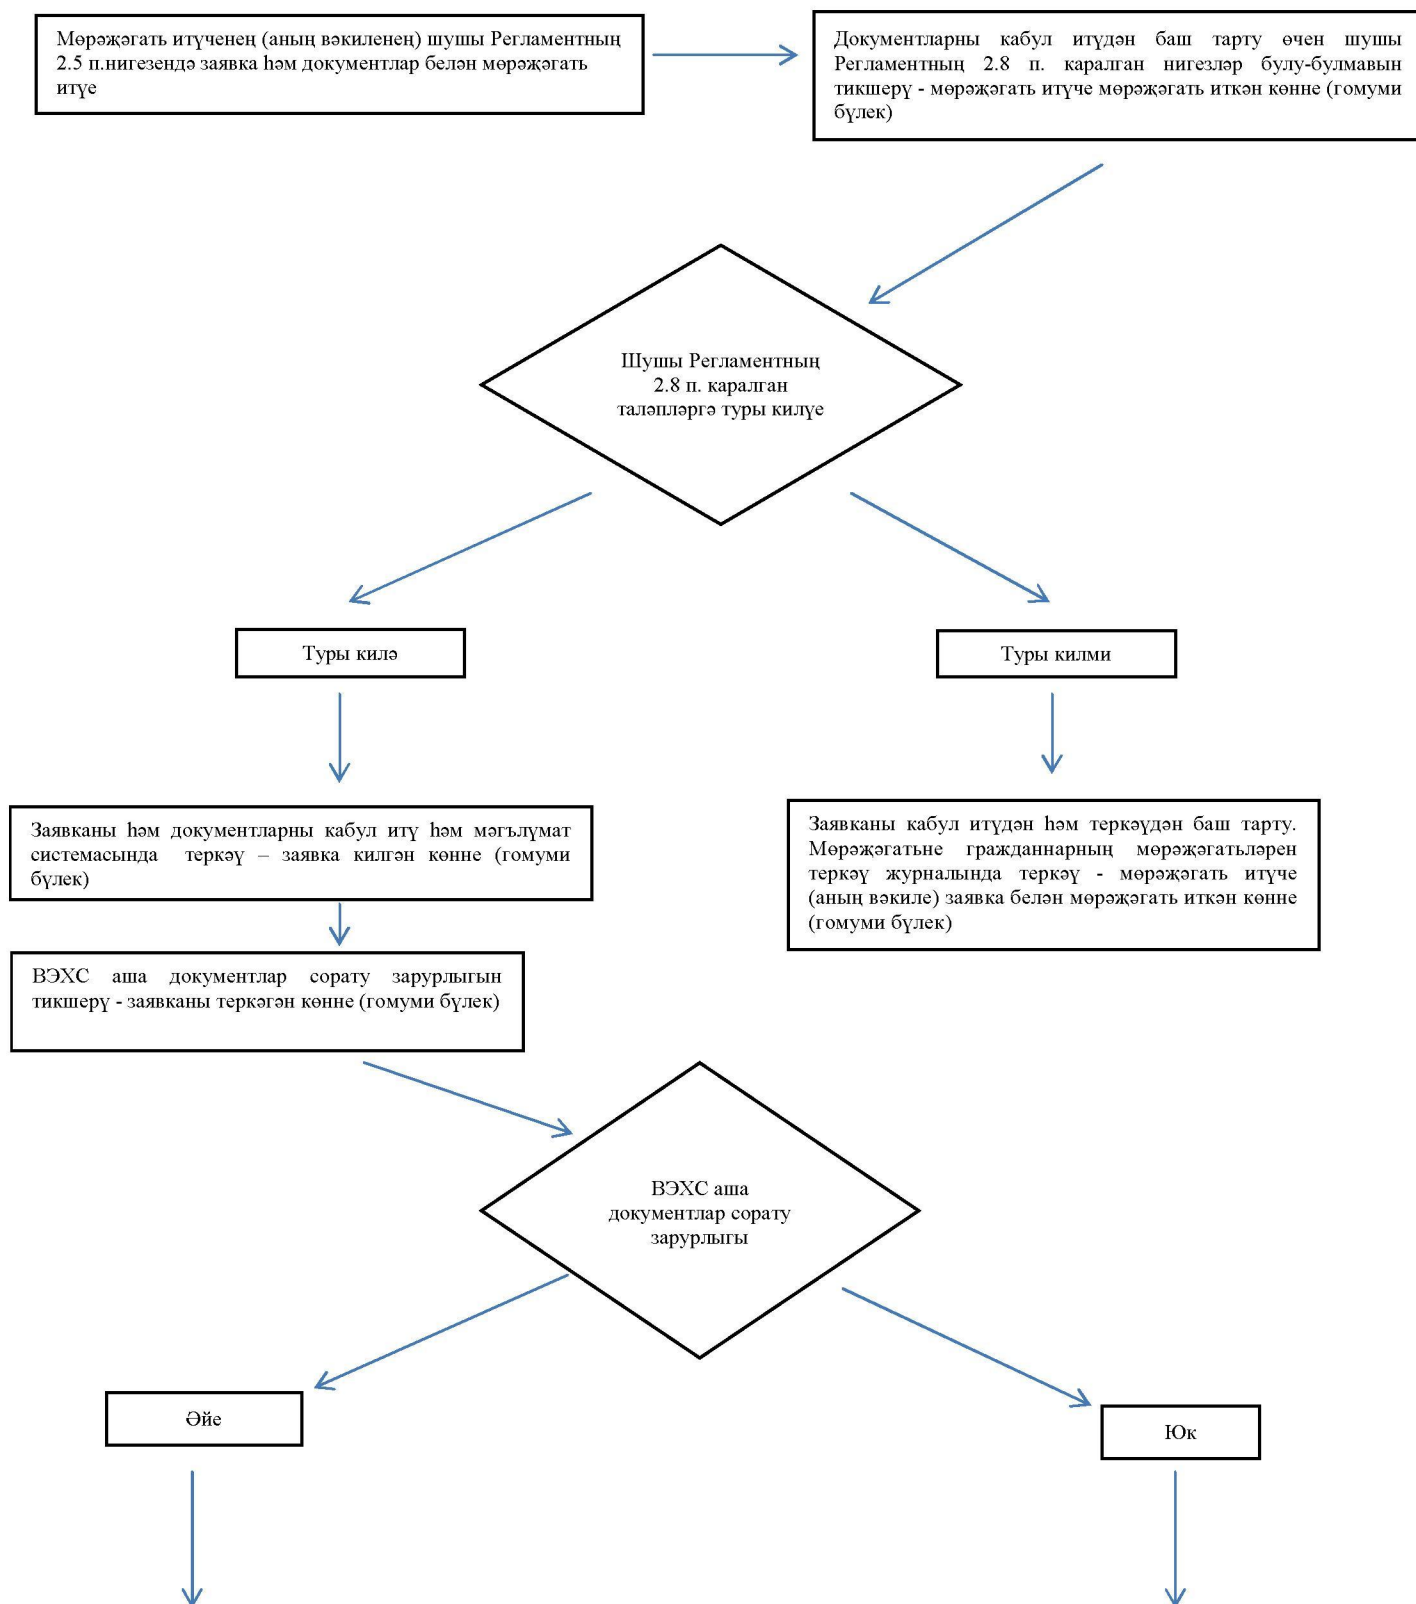 Мөрәҗәгать итүченең (аның вәкиленең) шушы Регламентның
2.5 п.нигезендә заявка һәм документлар белән мөрәҗәгать
итүе
Документларны кабул итүдән баш тарту өчен шушы
Регламентның 2.8 п. каралган нигезләр булу-булмавын
тикшерү - мөрәҗәгать итүче мөрәҗәгать иткән көнне (гомуми
бүлек)
Шушы Регламентның
2.8 п. каралган
таләпләргә туры килүе
Туры килә
Туры килми
Заявканы һәм документларны кабул итү һәм мәгълүмат
системасында теркәү – заявка килгән көнне (гомуми
бүлек)
Заявканы кабул итүдән һәм теркәүдән баш тарту.
Мөрәҗәгатьне гражданнарның мөрәҗәгатьләрен
теркәү журналында теркәү - мөрәҗәгать итүче
(аның вәкиле) заявка белән мөрәҗәгать иткән көнне
(гомуми бүлек)
ВЭХС аша документлар сорату зарурлыгын
тикшерү - заявканы теркәгән көнне (гомуми бүлек)
ВЭХС аша
документлар сорату
зарурлыгы
Әйе
Юк